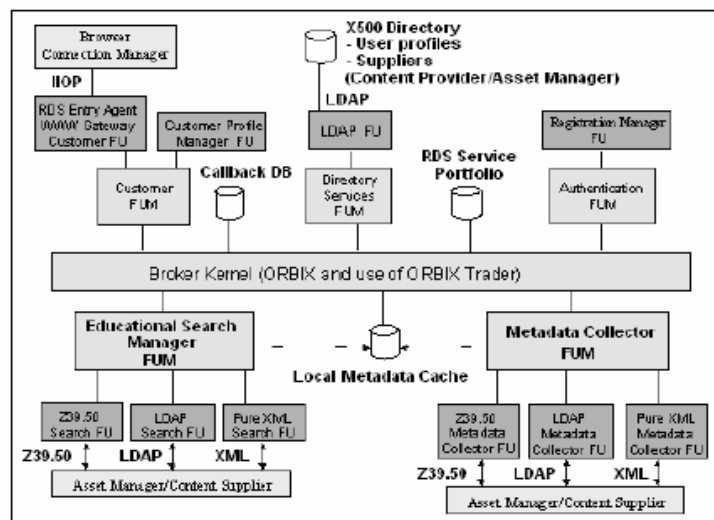 Browser
Connection Manager
IIOP
RDS Entry Agent
WWW Gateway
Customer FU
Customer Profile
Manager FU
Customer
FUM
Callback DB
X500 Directory
- User profiles
- Suppliers
(Content Provider/Asset Manager)
LDAP
LDAP FU
Directory
Services
FUM
RDS Service
Portfolio
Registration Manager
FU
Authentication
FUM
Broker Kernel (ORBIX and use of ORBIX Trader)
Educational Search
Manager
FUM
Local Metadata Cache
Metadata Collector
FUM
Z39.50
Search FU
LDAP
Search FU
Pure XML
Search FU
Z39.50
LDAP
XML
Asset Manager/Content Supplier
Z39.50
Metadata
Collector FU
LDAP
Metadata
Collector FU
Pure XML
Metadata
Collector FU
Z39.50
LDAP
XML
Asset Manager/Content Supplier